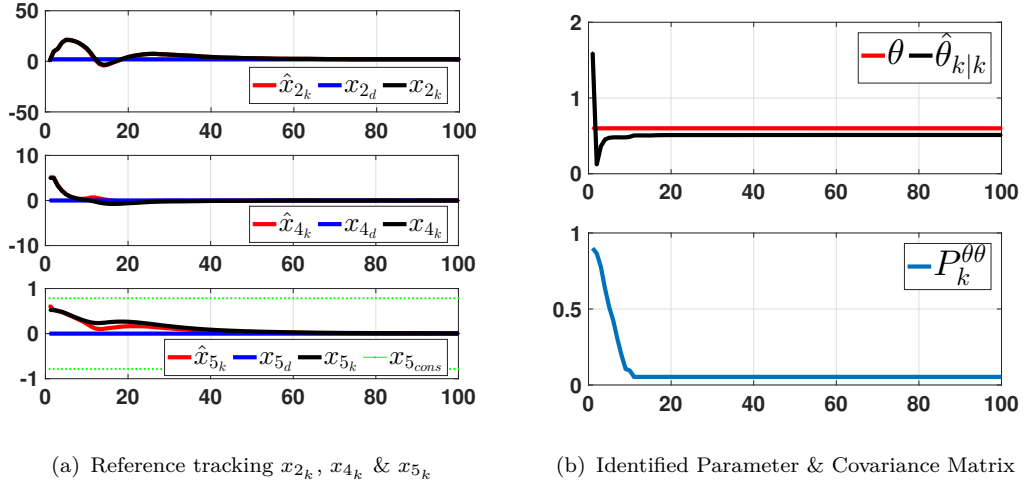 50
0
-50
x̂₂ₖ x₂d x₂ₖ
0 20 40 60 80 100
10
0
-10
x̂₄ₖ x₄d x₄ₖ
0 20 40 60 80 100
1
0
-1
x̂₅ₖ x₅d x₅ₖ x₅cons
0 20 40 60 80 100
(a) Reference tracking x₂ₖ, x₄ₖ & x₅ₖ
2
1
0
θ θ̂ₖ|ₖ
0 20 40 60 80 100
1
0.5
0
Pₖ^θθ
0 20 40 60 80 100
(b) Identified Parameter & Covariance Matrix